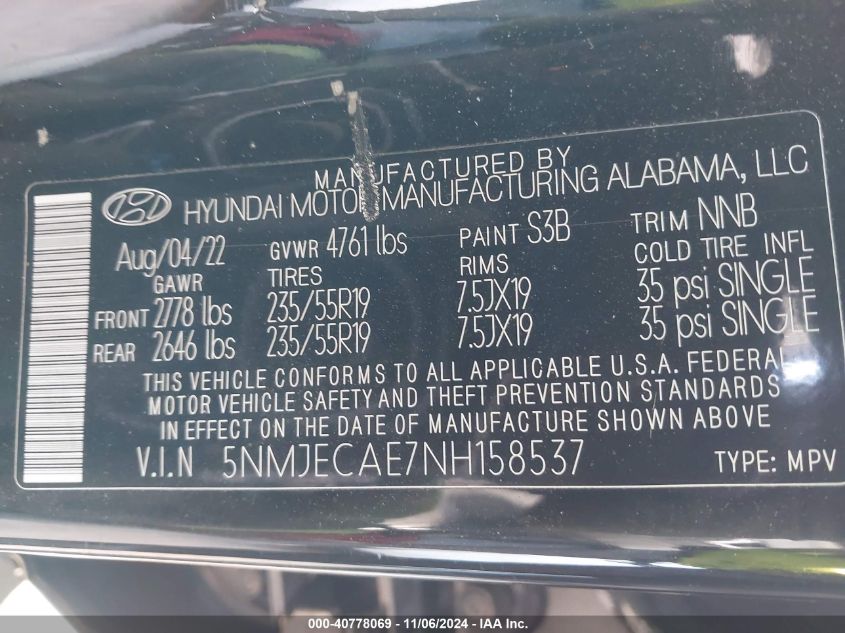 MANUFACTURED BY
HYUNDAI MOTOR MANUFACTURING ALABAMA, LLC
Aug/04/22 GVWR 4761 lbs PAINT S3B TRIM NNB
GAWR TIRES RIMS COLD TIRE INFL
FRONT 2778 lbs 235/55R19 7.5JX19 35 psi SINGLE
REAR 2646 lbs 235/55R19 7.5JX19 35 psi SINGLE
THIS VEHICLE CONFORMS TO ALL APPLICABLE U.S.A. FEDERAL
MOTOR VEHICLE SAFETY AND THEFT PREVENTION STANDARDS
IN EFFECT ON THE DATE OF MANUFACTURE SHOWN ABOVE
V.I.N 5NMJECAE7NH158537 TYPE: MPV
000-40778069 - 11/06/2024 - © IAA Inc.